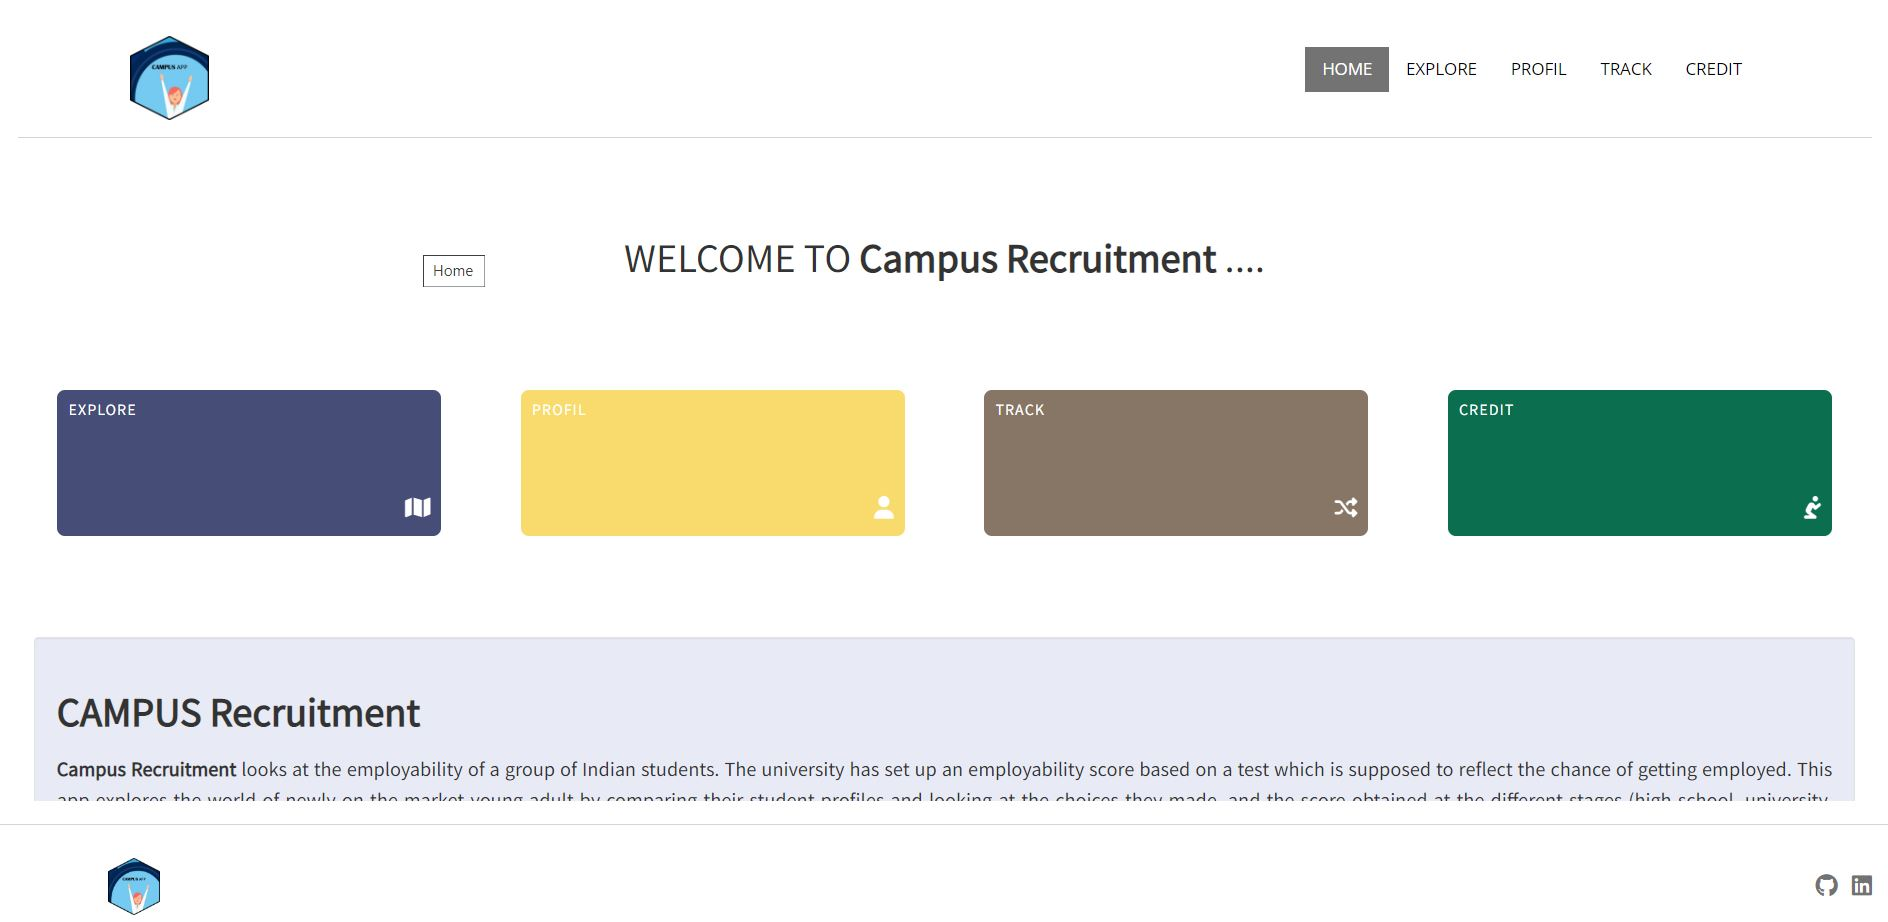 CAMPUS APP
HOME EXPLORE PROFIL TRACK CREDIT
WELCOME TO Campus Recruitment ....
Home
EXPLORE
PROFIL
TRACK
CREDIT
CAMPUS Recruitment
Campus Recruitment looks at the employability of a group of Indian students. The university has set up an employability score based on a test which is supposed to reflect the chance of getting employed. This
app explores the world of newly on the market young adult by comparing their student profiles and looking at the choices they made, and the score obtained at the different stages (high school, university,
CAMPUS APP
in